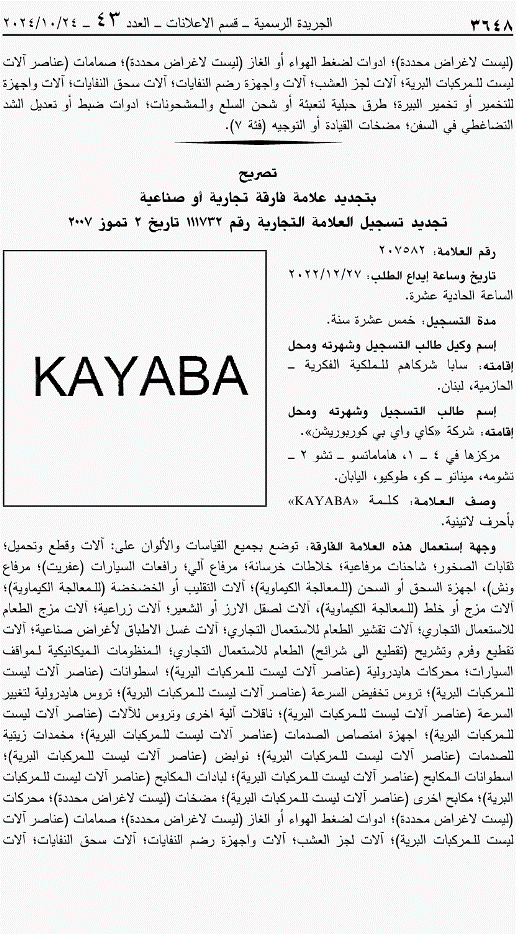 ٣٦٤٨
الجريدة الرسمية ــ قسم الاعلانات ــ العدد ٤٣ ــ ٢٠٢٤/١٠/٢٤
(ليست لاغراض محددة)؛ ادوات لضغط الهواء أو الغاز (ليست لاغراض محددة)؛ صمامات (عناصر آلات
ليست للمركبات البرية)؛ آلات لجز العشب؛ آلات واجهزة رضم النفايات؛ آلات سحق النفايات؛ آلات واجهزة
للتخمير أو تخمير البيرة؛ طرق حبلية لتعبئة أو شحن السلع والمشحونات؛ ادوات ضبط أو تعديل الشد
التضاغطي في السفن؛ مضخات القيادة أو التوجيه (فئة ٧).
تصريح
بتجديد علامة فارقة تجارية أو صناعية
تجديد تسجيل العلامة التجارية رقم ١١١٧٣٢ تاريخ ٢ تموز ٢٠٠٧
رقم العلامة: ٢٠٧٥٨٢
تاريخ وساعة إيداع الطلب: ٢٠٢٢/١٢/٢٧
الساعة الحادية عشرة.
مدة التسجيل: خمس عشرة سنة.
إسم وكيل طالب التسجيل وشهرته ومحل
إقامته: سابا شركاهم للملكية الفكرية ــ
الحازمية، لبنان.
إسم طالب التسجيل وشهرته ومحل
إقامته: شركة «كاي واي بي كوربوريشن».
مركزها في ٤ ــ ١، هاماماتسو ــ تشو ٢ ــ
تشومه، ميناتو ــ كو، طوكيو، اليابان.
وصف العلامة: كلمة «KAYABA»
بأحرف لاتينية.
KAYABA
وجهة إستعمال هذه العلامة الفارقة: توضع بجميع القياسات والألوان على: آلات وقطع وتحميل؛
ثقابات الصخور؛ شاحنات مرفاعية؛ خلاطات خرسانة؛ مرفاع آلي؛ رافعات السيارات (عفريت)؛ مرفاع
ونش)، اجهزة السحق أو السحن (للمعالجة الكيماوية)؛ آلات التقليب أو الخضخضة (للمعالجة الكيماوية)؛
آلات مزج أو خلط (للمعالجة الكيماوية)، آلات لصقل الارز أو الشعير؛ آلات زراعية؛ آلات مزج الطعام
للاستعمال التجاري؛ آلات تقشير الطعام للاستعمال التجاري؛ آلات غسل الاطباق لأغراض صناعية؛ آلات
تقطيع وفرم وتشريح (تقطيع الى شرائح) الطعام للاستعمال التجاري؛ المنظومات الميكانيكية لمواقف
السيارات؛ محركات هايدرولية (عناصر آلات ليست للمركبات البرية)؛ اسطوانات (عناصر آلات ليست
للمركبات البرية)؛ تروس تخفيض السرعة (عناصر آلات ليست للمركبات البرية)؛ تروس هايدرولية لتغيير
السرعة (عناصر آلات ليست للمركبات البرية)؛ ناقلات آلية اخرى وتروس للآلات (عناصر آلات ليست
للمركبات البرية)؛ اجهزة امتصاص الصدمات (عناصر آلات ليست للمركبات البرية)؛ مخمدات زيتية
للصدمات (عناصر آلات ليست للمركبات البرية)؛ نوابض (عناصر آلات ليست للمركبات البرية)؛
اسطوانات المكابح (عناصر آلات ليست للمركبات البرية)؛ لبادات المكابح (عناصر آلات ليست للمركبات
البرية)؛ مكابح اخرى (عناصر آلات ليست للمركبات البرية)؛ مضخات (ليست لاغراض محددة)؛ محركات
(ليست لاغراض محددة)؛ ادوات لضغط الهواء أو الغاز (ليست لاغراض محددة)؛ صمامات (عناصر آلات
ليست للمركبات البرية)؛ آلات لجز العشب؛ آلات واجهزة رضم النفايات؛ آلات سحق النفايات؛ آلات